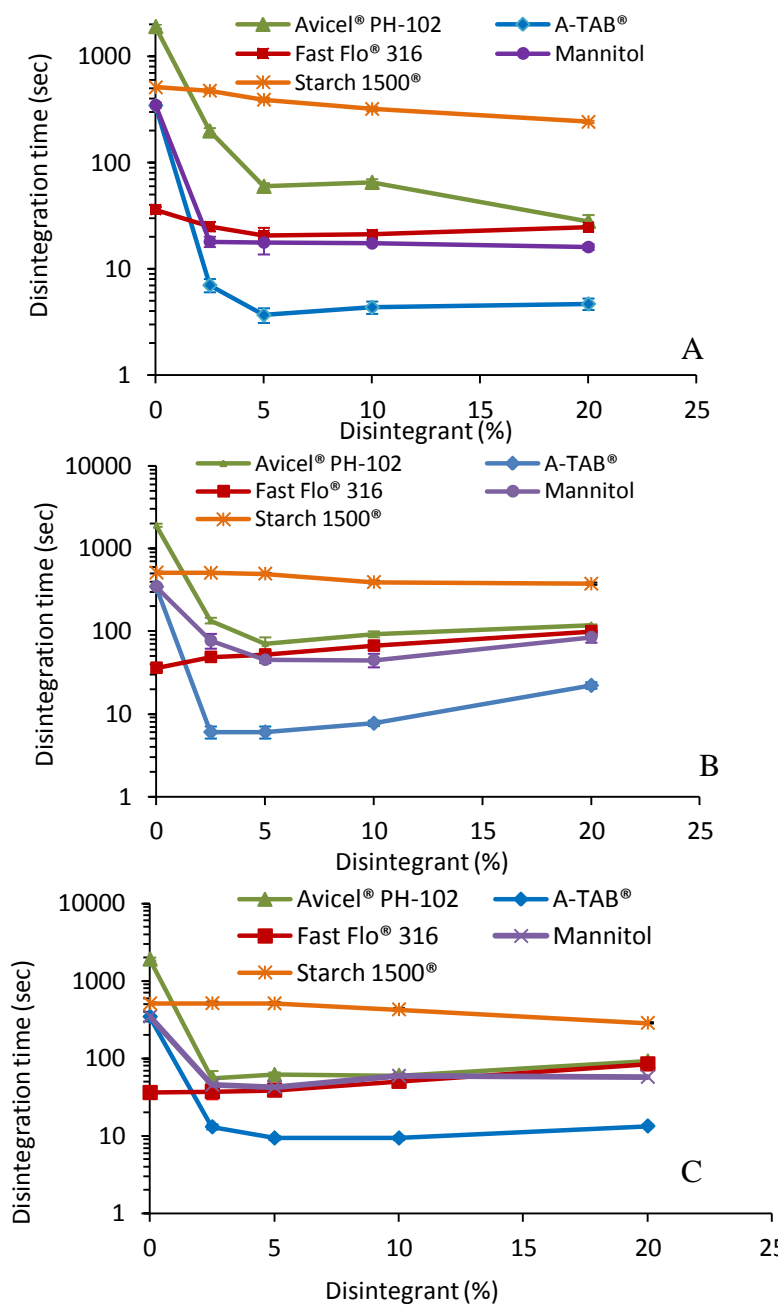 Avicel® PH-102 A-TAB®
Fast Flo® 316 Mannitol
Starch 1500®
Disintegration time (sec)
1000
100
10
1
0 5 10 15 20 25
Disintegrant (%)
A
Avicel® PH-102 A-TAB®
Fast Flo® 316 Mannitol
Starch 1500®
Disintegration time (sec)
10000
1000
100
10
1
0 5 10 15 20 25
Disintegrant (%)
B
Avicel® PH-102 A-TAB®
Fast Flo® 316 Mannitol
Starch 1500®
Disintegration time (sec)
10000
1000
100
10
1
0 5 10 15 20
Disintegrant (%)
C